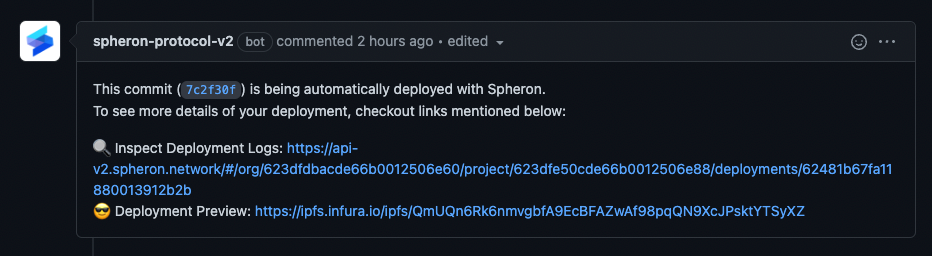 spheron-protocol-v2 bot commented 2 hours ago • edited
This commit (7c2f30f) is being automatically deployed with Spheron.
To see more details of your deployment, checkout links mentioned below:
🔍 Inspect Deployment Logs: https://api-
v2.spheron.network/#/org/623dfdbacde66b0012506e60/project/623dfe50cde66b0012506e88/deployments/62481b67fa11
880013912b2b
😎 Deployment Preview: https://ipfs.infura.io/ipfs/QmUQn6Rk6nmvgbfA9EcBFAZwAf98pqQN9XcJPsktYTSyXZ